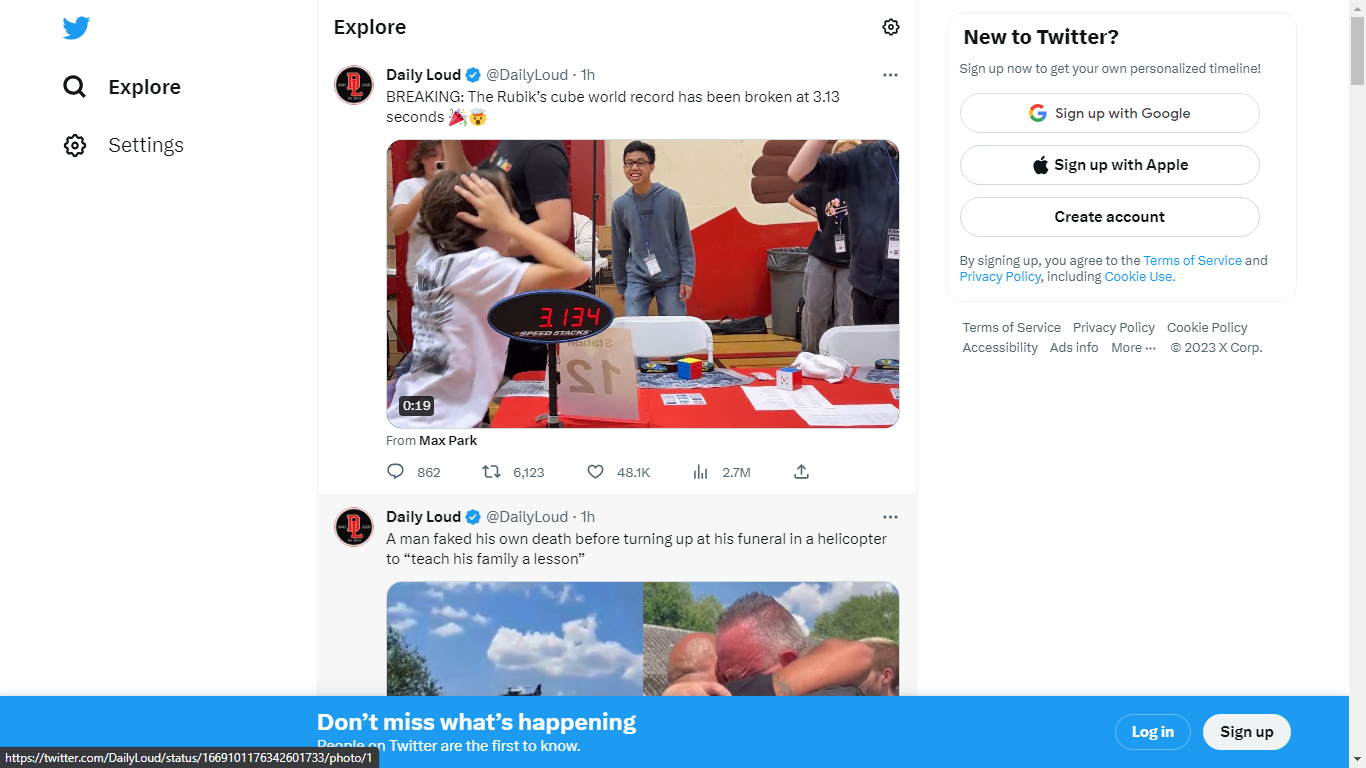 Explore
Settings
Explore
Daily Loud @DailyLoud · 1h
BREAKING: The Rubik's cube world record has been broken at 3.13
seconds 🎉🤯
3.134
SPEED STACKS
Station
12
0:19
From Max Park
862 6,123 48.1K 2.7M
Daily Loud @DailyLoud · 1h
A man faked his own death before turning up at his funeral in a helicopter
to “teach his family a lesson”
New to Twitter?
Sign up now to get your own personalized timeline!
Sign up with Google
Sign up with Apple
Create account
By signing up, you agree to the Terms of Service and
Privacy Policy, including Cookie Use.
Terms of Service Privacy Policy Cookie Policy
Accessibility Ads info More ··· © 2023 X Corp.
Don’t miss what’s happening
People on Twitter are the first to know.
Log in
Sign up
https://twitter.com/DailyLoud/status/1669101176342601733/photo/1